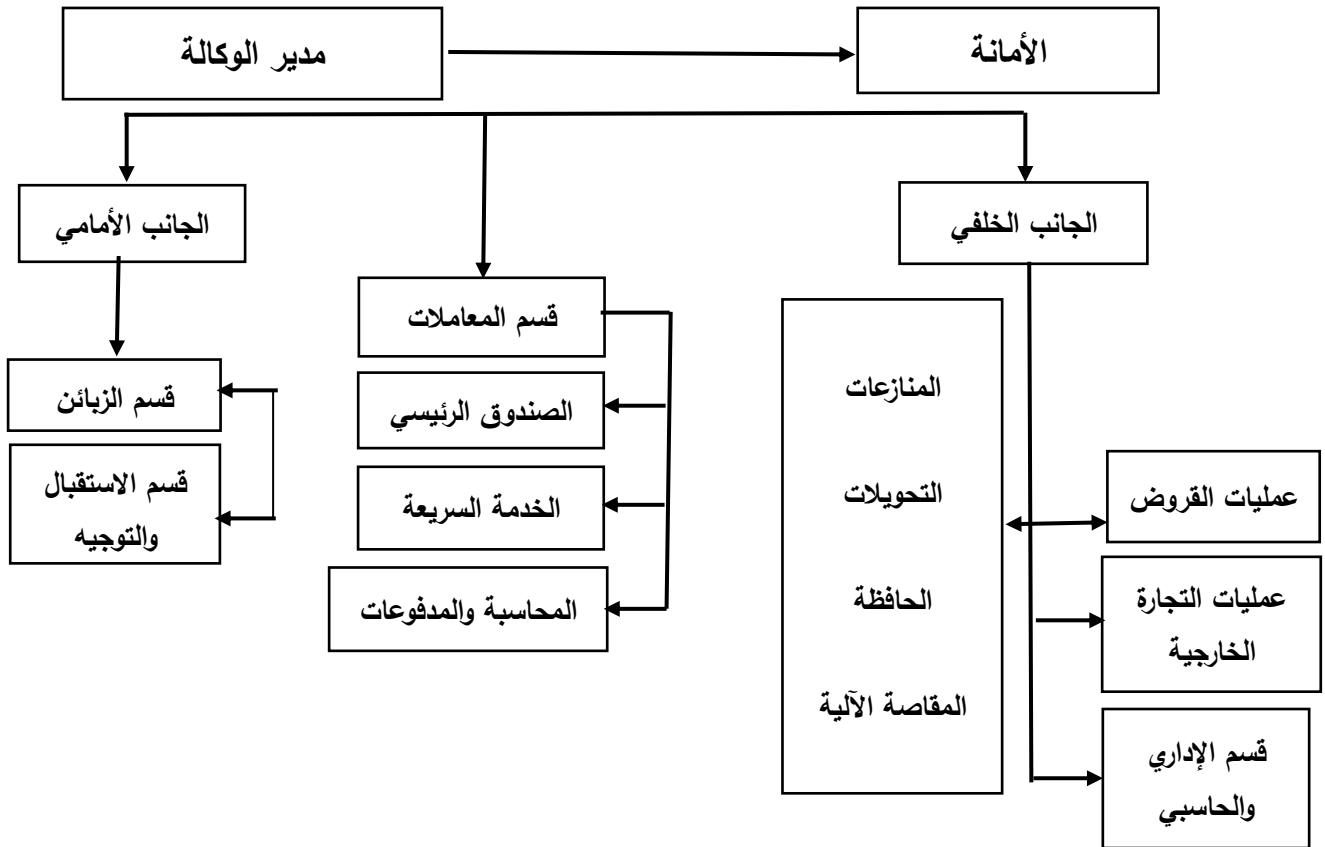 الأمانة
مدير الوكالة
الجانب الخلفي
الجانب الأمامي
قسم المعاملات
الصندوق الرئيسي
الخدمة السريعة
المحاسبة والمدفوعات
قسم الزبائن
قسم الاستقبال
والتوجيه
المنازعات
التحويلات
الحافظة
المقاصة الآلية
عمليات القروض
عمليات التجارة
الخارجية
قسم الإداري
والحاسبي